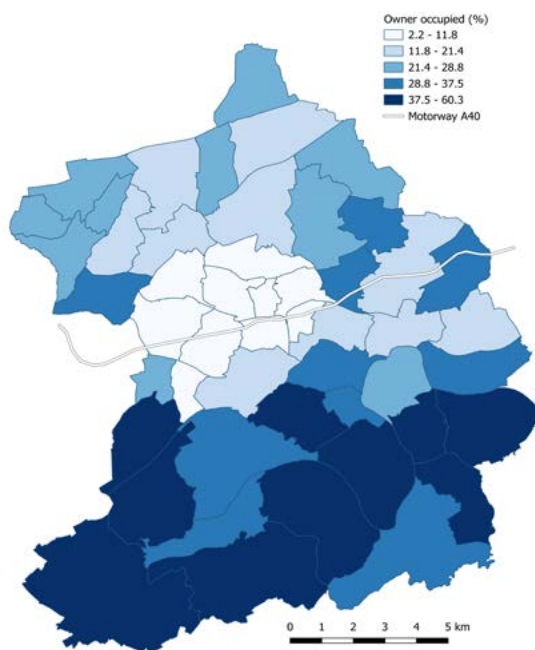 Owner occupied (%)
2.2 - 11.8
11.8 - 21.4
21.4 - 28.8
28.8 - 37.5
37.5 - 60.3
Motorway A40
0 1 2 3 4 5 km